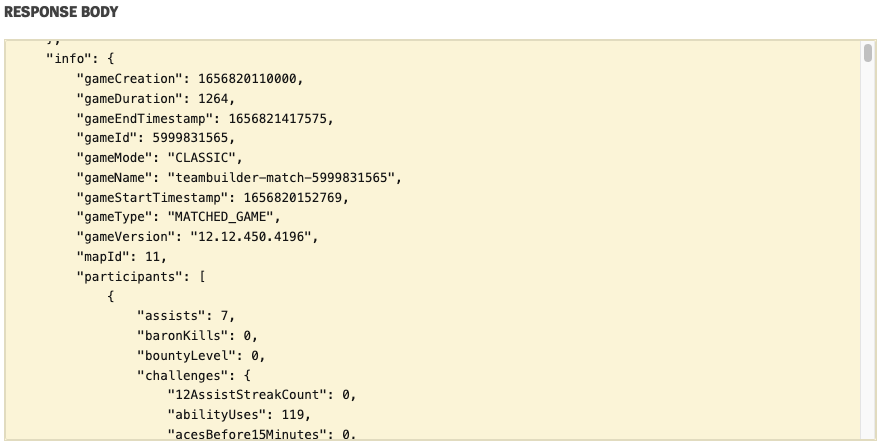 RESPONSE BODY
},
"info": {
"gameCreation": 1656820110000,
"gameDuration": 1264,
"gameEndTimestamp": 1656821417575,
"gameId": 5999831565,
"gameMode": "CLASSIC",
"gameName": "teambuilder-match-5999831565",
"gameStartTimestamp": 1656820152769,
"gameType": "MATCHED_GAME",
"gameVersion": "12.12.450.4196",
"mapId": 11,
"participants": [
{
"assists": 7,
"baronKills": 0,
"bountyLevel": 0,
"challenges": {
"12AssistStreakCount": 0,
"abilityUses": 119,
"acesBefore15Minutes": 0,